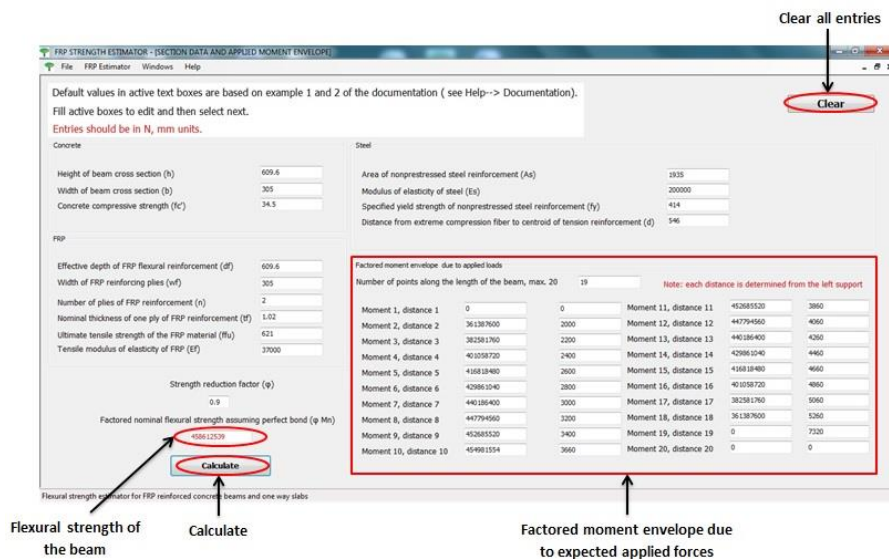 Clear all entries
FRP STRENGTH ESTIMATOR - [SECTION DATA AND APPLIED MOMENT ENVELOPE]
File FRP Estimator Windows Help
Default values in active text boxes are based on example 1 and 2 of the documentation ( see Help--> Documentation).
Fill active boxes to edit and then select next.
Entries should be in N, mm units.
Clear
Concrete
Height of beam cross section (h) 609.6
Width of beam cross section (b) 305
Concrete compressive strength (fc') 34.5
Steel
Area of nonprestressed steel reinforcement (As) 1935
Modulus of elasticity of steel (Es) 200000
Specified yield strength of nonprestressed steel reinforcement (fy) 414
Distance from extreme compression fiber to centroid of tension reinforcement (d) 546
FRP
Effective depth of FRP flexural reinforcement (df) 609.6
Width of FRP reinforcing plies (wf) 305
Number of plies of FRP reinforcement (n) 2
Nominal thickness of one ply of FRP reinforcement (tf) 1.02
Ultimate tensile strength of the FRP material (ffu) 621
Tensile modulus of elasticity of FRP (Ef) 37000
Strength reduction factor (φ)
0.9
Factored nominal flexural strength assuming perfect bond (φ Mn)
458612539
Calculate
Factored moment envelope due to applied loads
Number of points along the length of the beam, max. 20 19 Note: each distance is determined from the left support
Moment 1, distance 1 0 0 Moment 11, distance 11 452685520 3860
Moment 2, distance 2 361387600 2000 Moment 12, distance 12 447794560 4060
Moment 3, distance 3 382581760 2200 Moment 13, distance 13 440186400 4260
Moment 4, distance 4 401058720 2400 Moment 14, distance 14 429861040 4460
Moment 5, distance 5 416818480 2600 Moment 15, distance 15 416818480 4660
Moment 6, distance 6 429861040 2800 Moment 16, distance 16 401058720 4860
Moment 7, distance 7 440186400 3000 Moment 17, distance 17 382581760 5060
Moment 8, distance 8 447794560 3200 Moment 18, distance 18 361387600 5260
Moment 9, distance 9 452685520 3400 Moment 19, distance 19 0 7320
Moment 10, distance 10 454981554 3660 Moment 20, distance 20 0 0
Flexural strength estimator for FRP reinforced concrete beams and one way slabs
Flexural strength of
the beam
Calculate
Factored moment envelope due
to expected applied forces